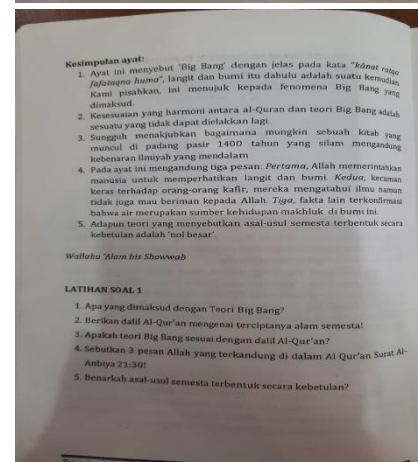 Kesimpulan ayat:
1. Ayat ini menyebut 'Big Bang' dengan jelas pada kata "kânat ratqa
fafataqna huma", langit dan bumi itu dahulu adalah suatu kemudian
Kami pisahkan, ini menujuk kepada fenomena Big Bang yang
dimaksud.
2. Kesesuaian yang harmoni antara al-Quran dan teori Big Bang adalah
sesuatu yang tidak dapat dielakkan lagi.
3. Sungguh menakjubkan bagaimana mungkin sebuah kitab yang
muncul di padang pasir 1400 tahun yang silam mengandung
kebenaran ilmiyah yang mendalam
4. Pada ayat ini mengandung tiga pesan: Pertama, Allah memerintahkan
manusia untuk memperhatikan langit dan bumi. Kedua, kecaman
keras terhadap orang-orang kafir, mereka mengatahui ilmu namun
tidak juga mau beriman kepada Allah. Tiga, fakta lain terkonfirmasi
bahwa air merupakan sumber kehidupan makhluk di bumi ini.
5. Adapun teori yang menyebutkan asal-usul semesta terbentuk secara
kebetulan adalah 'nol besar'.
Wallahu 'Alam bis Showwab
LATIHAN SOAL 1
1. Apa yang dimaksud dengan Teori Big Bang?
2. Berikan dalil Al-Qur'an mengenai terciptanya alam semesta!
3. Apakah teori Big Bang sesuai dengan dalil Al-Qur'an?
4. Sebutkan 3 pesan Allah yang terkandung di dalam Al Qur'an Surat Al-
Anbiya 21:30!
5. Benarkah asal-usul semesta terbentuk secara kebetulan?